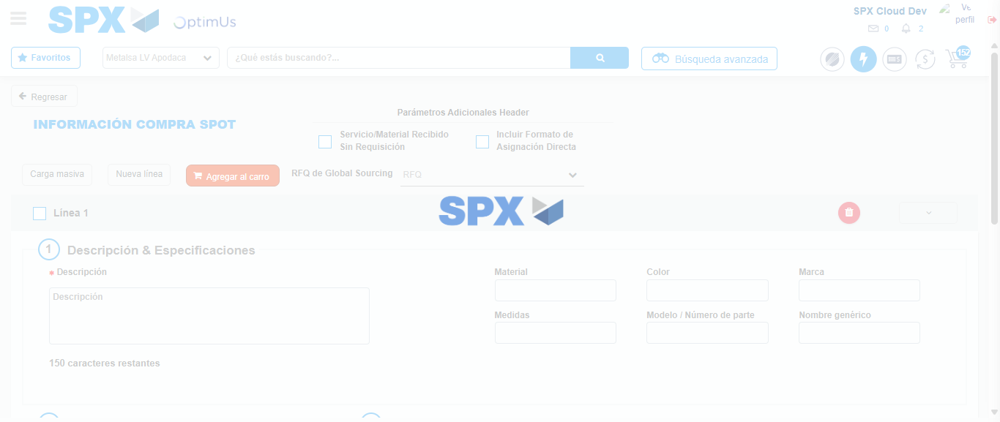 SPX OptimUs
SPX Cloud Dev
Ve
perfil
0 2
Favoritos
Metalsa LV Apodaca
¿Qué estás buscando?...
Búsqueda avanzada
152
Regresar
INFORMACIÓN COMPRA SPOT
Parámetros Adicionales Header
Servicio/Material Recibido
Sin Requisición
Incluir Formato de
Asignación Directa
Carga masiva
Nueva línea
Agregar al carro
RFQ de Global Sourcing
RFQ
Linea 1
SPX
1 Descripción & Especificaciones
* Descripción
Material
Color
Marca
Descripción
Medidas
Modelo / Número de parte
Nombre genérico
150 caracteres restantes